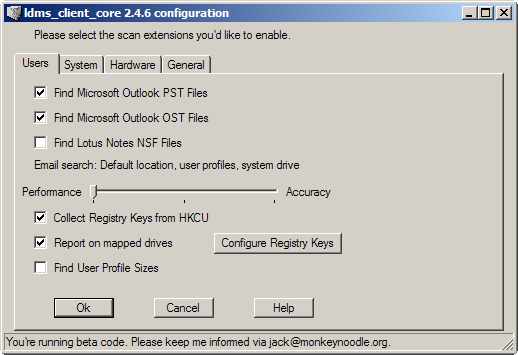 ldms_client_core 2.4.6 configuration
Please select the scan extensions you'd like to enable.
Users System Hardware General
Find Microsoft Outlook PST Files
Find Microsoft Outlook OST Files
Find Lotus Notes NSF Files
Email search: Default location, user profiles, system drive
Performance Accuracy
Collect Registry Keys from HKCU
Report on mapped drives Configure Registry Keys
Find User Profile Sizes
Ok Cancel Help
You're running beta code. Please keep me informed via jack@monkeynoodle.org.